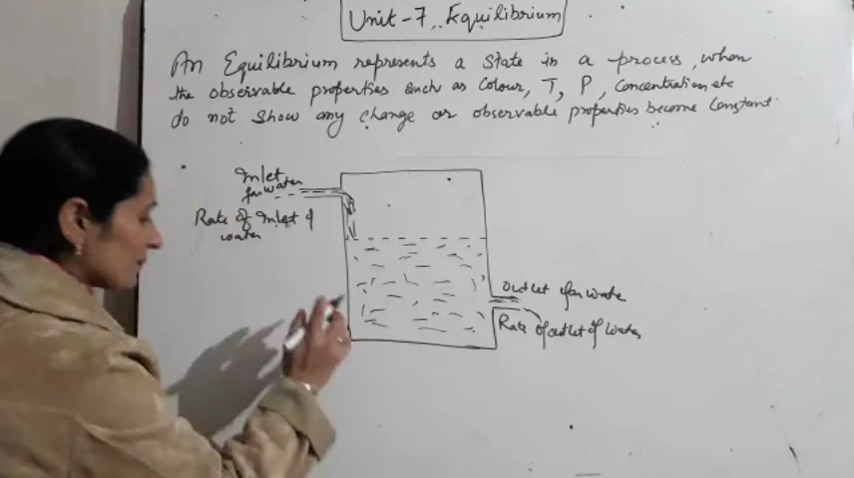 Unit-7, Equilibrium
An Equilibrium represents a state in a process, when
the observable properties such as Colour, T, P, Concentration etc
do not show any change or observable properties become Constant.
Inlet
for water
Rate of Inlet of
water
Outlet for water
Rate of outlet of water